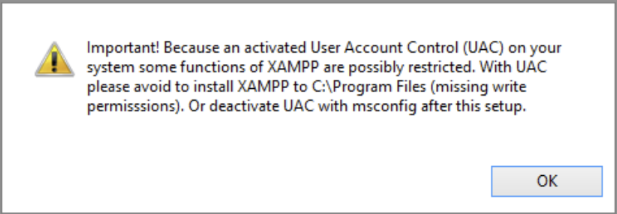 Important! Because an activated User Account Control (UAC) on your
system some functions of XAMPP are possibly restricted. With UAC
please avoid to install XAMPP to C:\Program Files (missing write
permisssions). Or deactivate UAC with msconfig after this setup.
OK